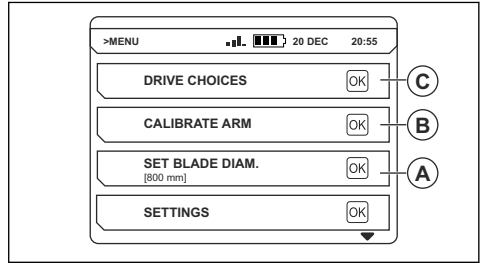 >MENU 20 DEC 20:55
DRIVE CHOICES OK C
CALIBRATE ARM OK B
SET BLADE DIAM. OK A
[800 mm]
SETTINGS OK